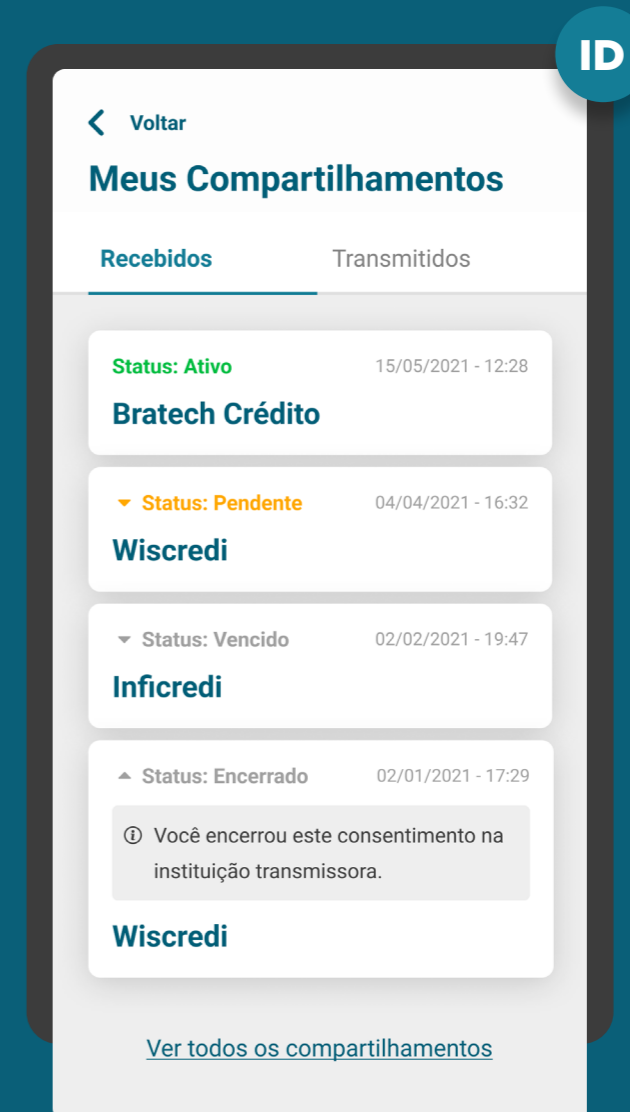 ID
Voltar
Meus Compartilhamentos
Recebidos Transmitidos
Status: Ativo 15/05/2021 - 12:28
Bratech Crédito
Status: Pendente 04/04/2021 - 16:32
Wiscredi
Status: Vencido 02/02/2021 - 19:47
Inficredi
Status: Encerrado 02/01/2021 - 17:29
Você encerrou este consentimento na
instituição transmissora.
Wiscredi
Ver todos os compartilhamentos